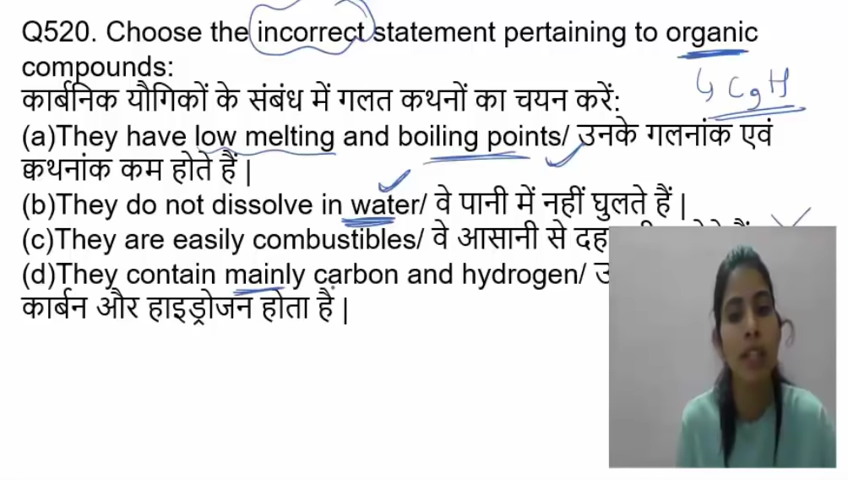 Q520. Choose the incorrect statement pertaining to organic
compounds:
↳ C & H
कार्बनिक यौगिकों के संबंध में गलत कथनों का चयन करें:
(a)They have low melting and boiling points/ उनके गलनांक एवं
क्वथनांक कम होते हैं |
(b)They do not dissolve in water/ वे पानी में नहीं घुलते हैं |
(c)They are easily combustibles/ वे आसानी से
(d)They contain mainly carbon and hydrogen/
कार्बन और हाइड्रोजन होता है |